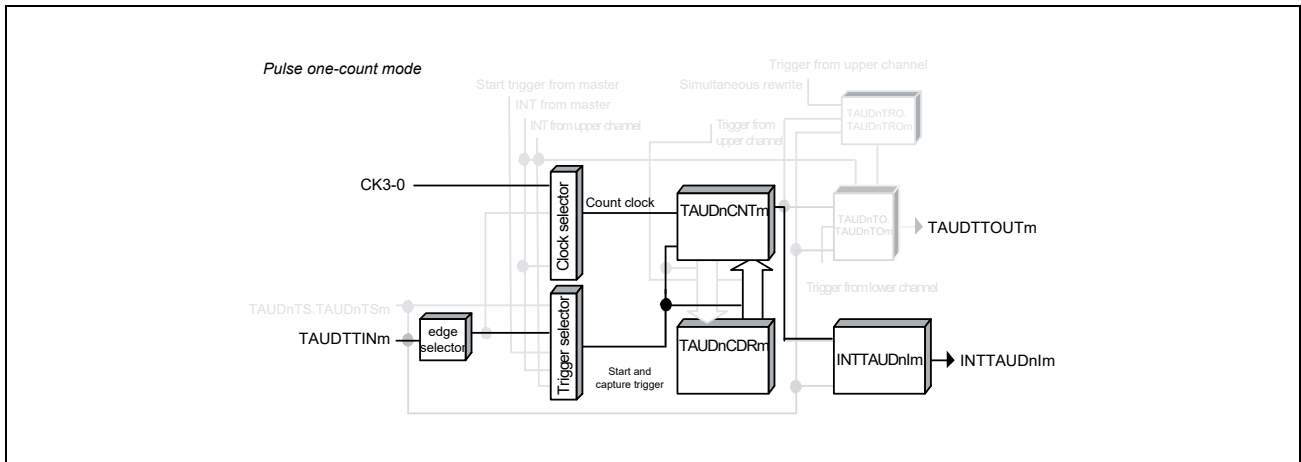 Pulse one-count mode
Trigger from upper channel
Start trigger from master
Simultaneous rewrite
INT from master
INT from upper channel
Trigger from
upper channel
TAUDnTRO.
TAUDnTROm
CK3-0
Clock selector
Count clock
TAUDnCNTm
TAUDnTO.
TAUDnTOm
TAUDTTOUTm
Trigger from lower channel
TAUDnTS.TAUDnTSm
TAUDTTINm
edge
selector
Trigger selector
Start and
capture trigger
TAUDnCDRm
INTTAUDnIm
INTTAUDnIm